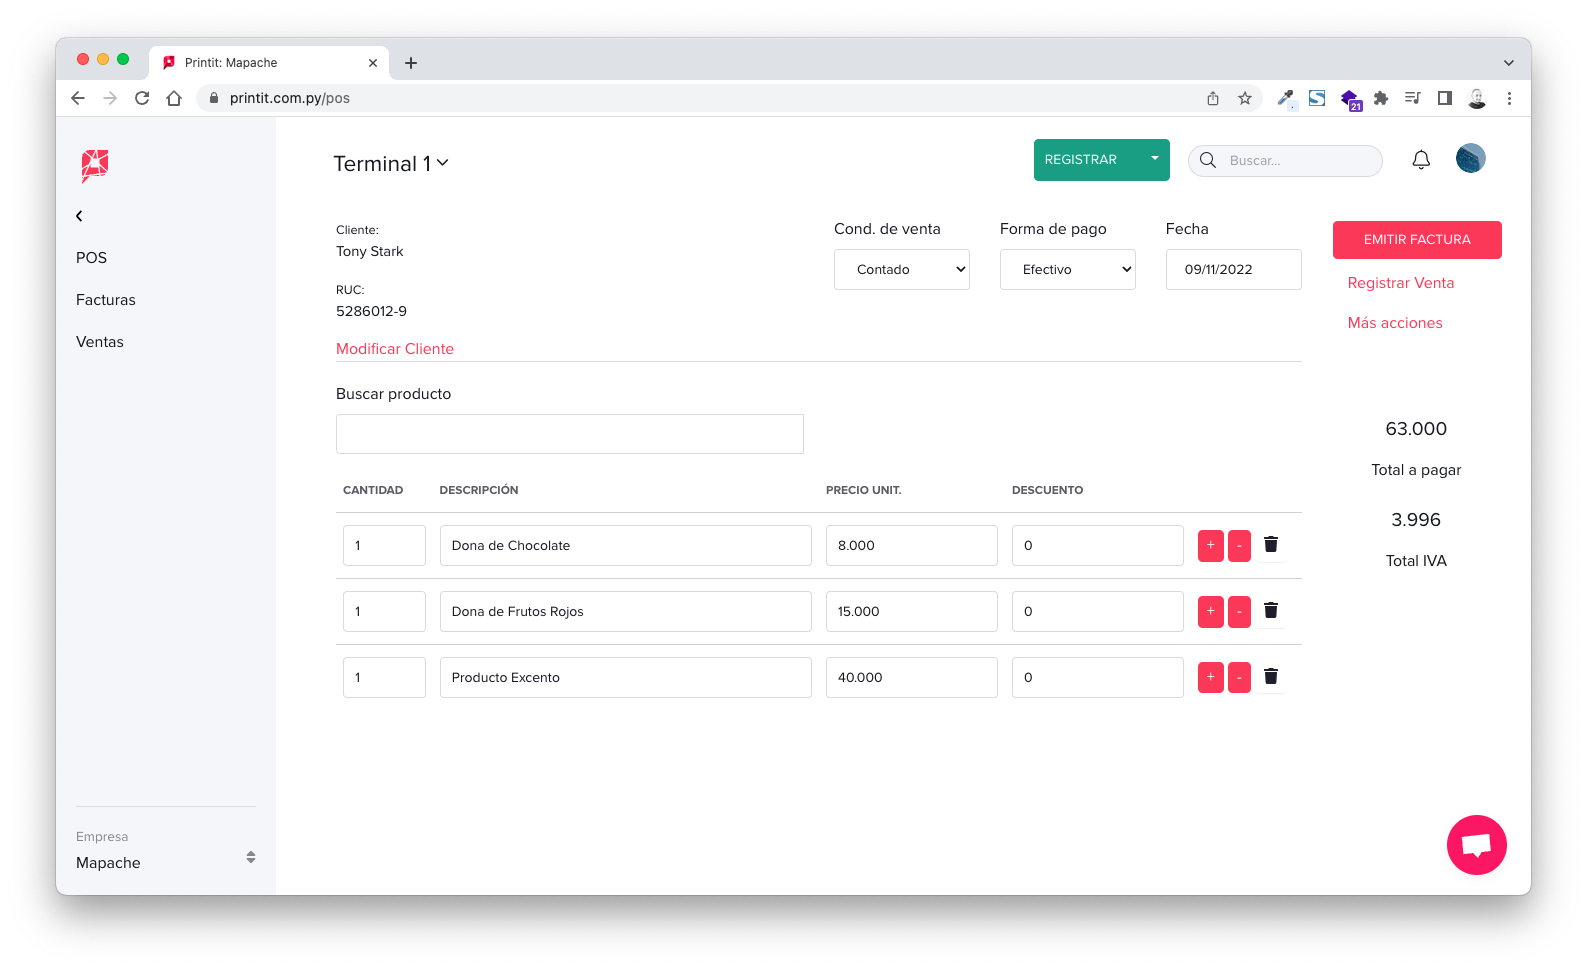 Printit: Mapache
printit.com.py/pos
21
Terminal 1
REGISTRAR
Buscar...
POS
Facturas
Ventas
Cliente:
Tony Stark
RUC:
5286012-9
Modificar Cliente
Cond. de venta
Contado
Forma de pago
Efectivo
Fecha
09/11/2022
EMITIR FACTURA
Registrar Venta
Más acciones
Buscar producto
63.000
Total a pagar
3.996
Total IVA
CANTIDAD DESCRIPCIÓN PRECIO UNIT. DESCUENTO
1 Dona de Chocolate 8.000 0 + -
1 Dona de Frutos Rojos 15.000 0 + -
1 Producto Excento 40.000 0 + -
Empresa
Mapache